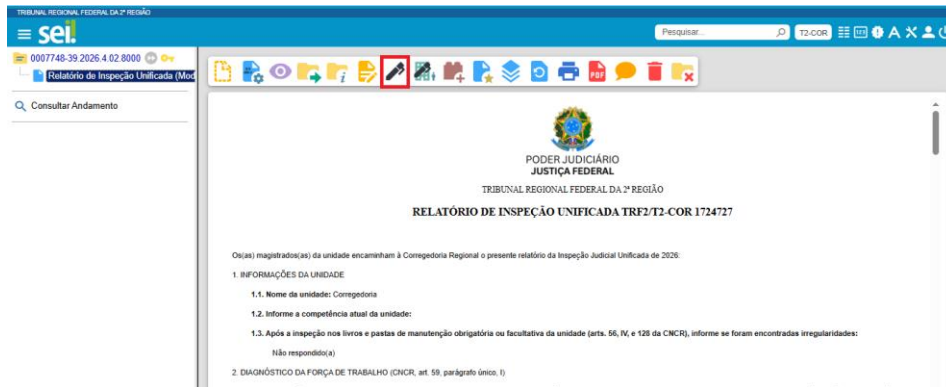 TRIBUNAL REGIONAL FEDERAL DA 2ª REGIÃO
sei!
Pesquisar...
T2-COR
0007748-39.2026.4.02.8000
Relatório de Inspeção Unificada (Mod
Consultar Andamento
PODER JUDICIÁRIO
JUSTIÇA FEDERAL
TRIBUNAL REGIONAL FEDERAL DA 2ª REGIÃO
RELATÓRIO DE INSPEÇÃO UNIFICADA TRF2/T2-COR 1724727
Os(as) magistrados(as) da unidade encaminham à Corregedoria Regional o presente relatório da Inspeção Judicial Unificada de 2026:
1. INFORMAÇÕES DA UNIDADE
1.1. Nome da unidade: Corregedoria
1.2. Informe a competência atual da unidade:
1.3. Após a inspeção nos livros e pastas de manutenção obrigatória ou facultativa da unidade (arts. 56, IV, e 128 da CNCR), informe se foram encontradas irregularidades:
Não respondido(a)
2. DIAGNÓSTICO DA FORÇA DE TRABALHO (CNCR, art. 59, parágrafo único, I)